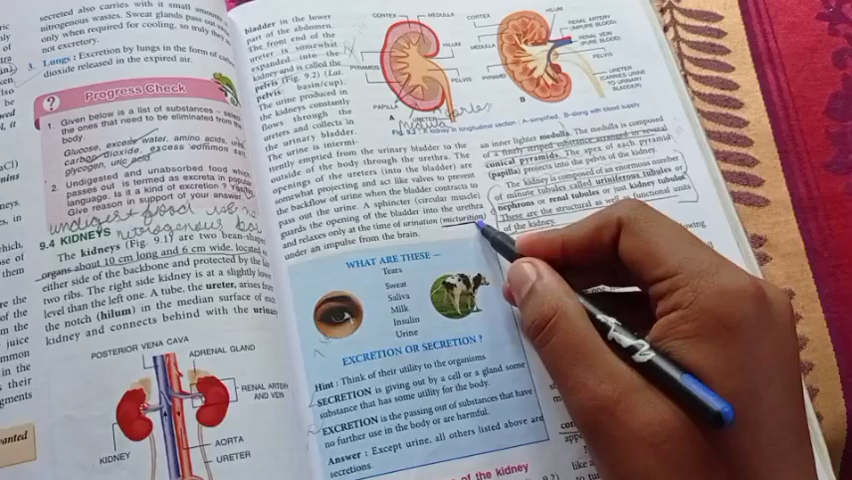 secreted also carries with it small amounts
nitrogenous wastes. Sweat glands pass out
only when required for cooling, so truly they are
not excretory.
3. Lungs : Excretion by lungs in the form of carbon
dioxide released in the expired air.
?
Progress Check
1. Given below is a list of substances – select
the ones that need to be eliminated from the
body.
Glucose, excess water, amino acids, urea,
carbon dioxide, excess common salt,
glycogen, uric acid
2. Undigested and unabsorbed food which
passes out is termed as excreta in popular
language. Is it a kind of excretion ? Yes/No.
Give reason in support of your answer.
9.4 KIDNEYS
The kidneys (Fig. 9.1) are two bean-shaped
organs about 10 cm long and 6 cm wide, located
either side of the backbone and protected by the
two ribs. The right side kidney is at a slightly lower
level than the left one. A tube, the ureter, arises from
the notch (hilum) in the median surface of each
kidney and connects behind with the urinary
POSTERIOR VENA CAVA
ADRENAL GLAND
RENAL ARTERY
AND VEIN
AORTA
KIDNEY
URETER
bladder in the lower
part of the abdomen.
The front end of the
ureter is somewhat
expanded into the
kidney and is called the
pelvis (Fig. 9.2) (Lat.
pelvis: basin/cup).
The urine produced in
the kidneys constantly
flows through the
ureters and collects in
the urinary bladder.
The urine is intermi-
ttently emptied from the urinary bladder to the
outside of the body through the urethra. The
openings of the ureters (into the bladder) are
somewhat projecting and act like valves to prevent
the backflow of urine when the bladder contracts to
pass out the urine. A sphincter (circular muscle)
guards the opening of the bladder into the urethra
and relaxes only at the time of urination (micturition)
under an impulse from the brain.
CORTEX
MEDULLA
HILUM
PYRAMIDS
PELVIS
PAPILLA
URETER
A
CORTEX
HILUM
RENAL ARTERY
(IMPURE BLOOD)
MEDULLA
RENAL VEIN
(PURE BLOOD)
PELVIS
PYRAMID
URETER
(CARRIES URINE
TO URINARY
BLADDER)
B
Fig. 9.2 : A kidney in longitudinal section : A-simplified, B-along with blood supply
an inner lighter medulla. The medulla is composed
of a finely striped substance arranged in several
conical pyramids. The apex of each pyramid
(papilla) projects into the pelvis of the kidney.
The kidney is composed of an enormous number
of minute tubules called uriniferous tubules or
nephrons or renal tubules or just kidney tubules
These are the structural as well as functional units
of the kidney.
WHAT ARE THESE —
Tears
Sweat
Saliva
Milk
Insulin
Urine
EXCRETION OR SECRETION ?
Hint : Think of their utility to the organisms.
SECRETION is giving out by a cell or a gland some
substance that has some utility for the body.
EXCRETION is the passing out of substances that have
no further use in the body or are harmful.
Answer : Except urine, all others listed above are
secretions.
of the kidney